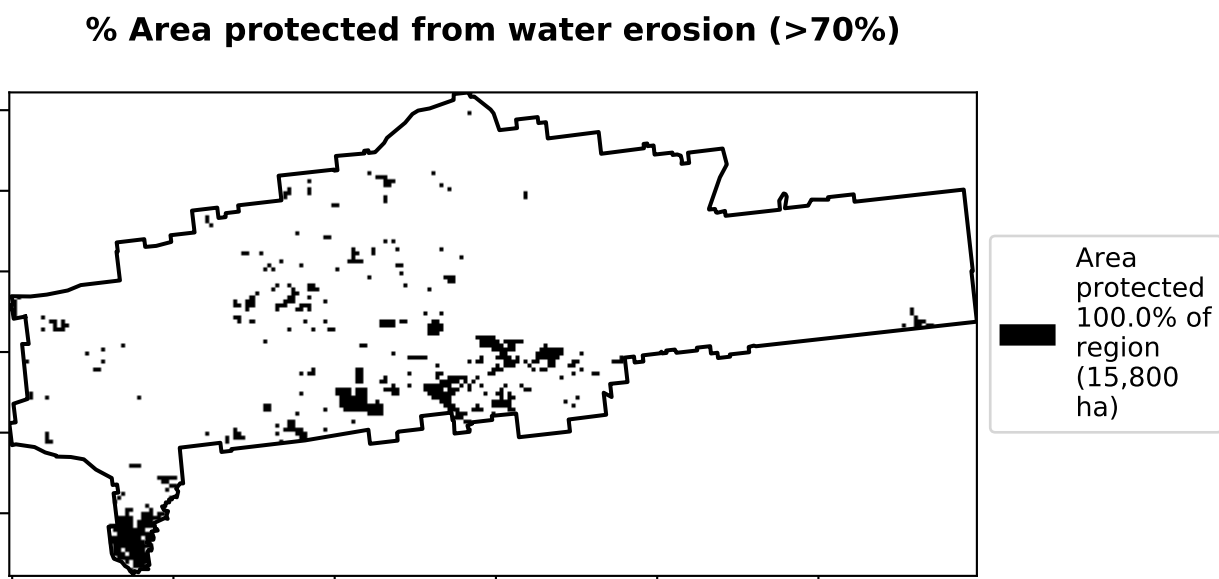 % Area protected from water erosion (>70%)
Area
protected
100.0% of
region
(15,800
ha)